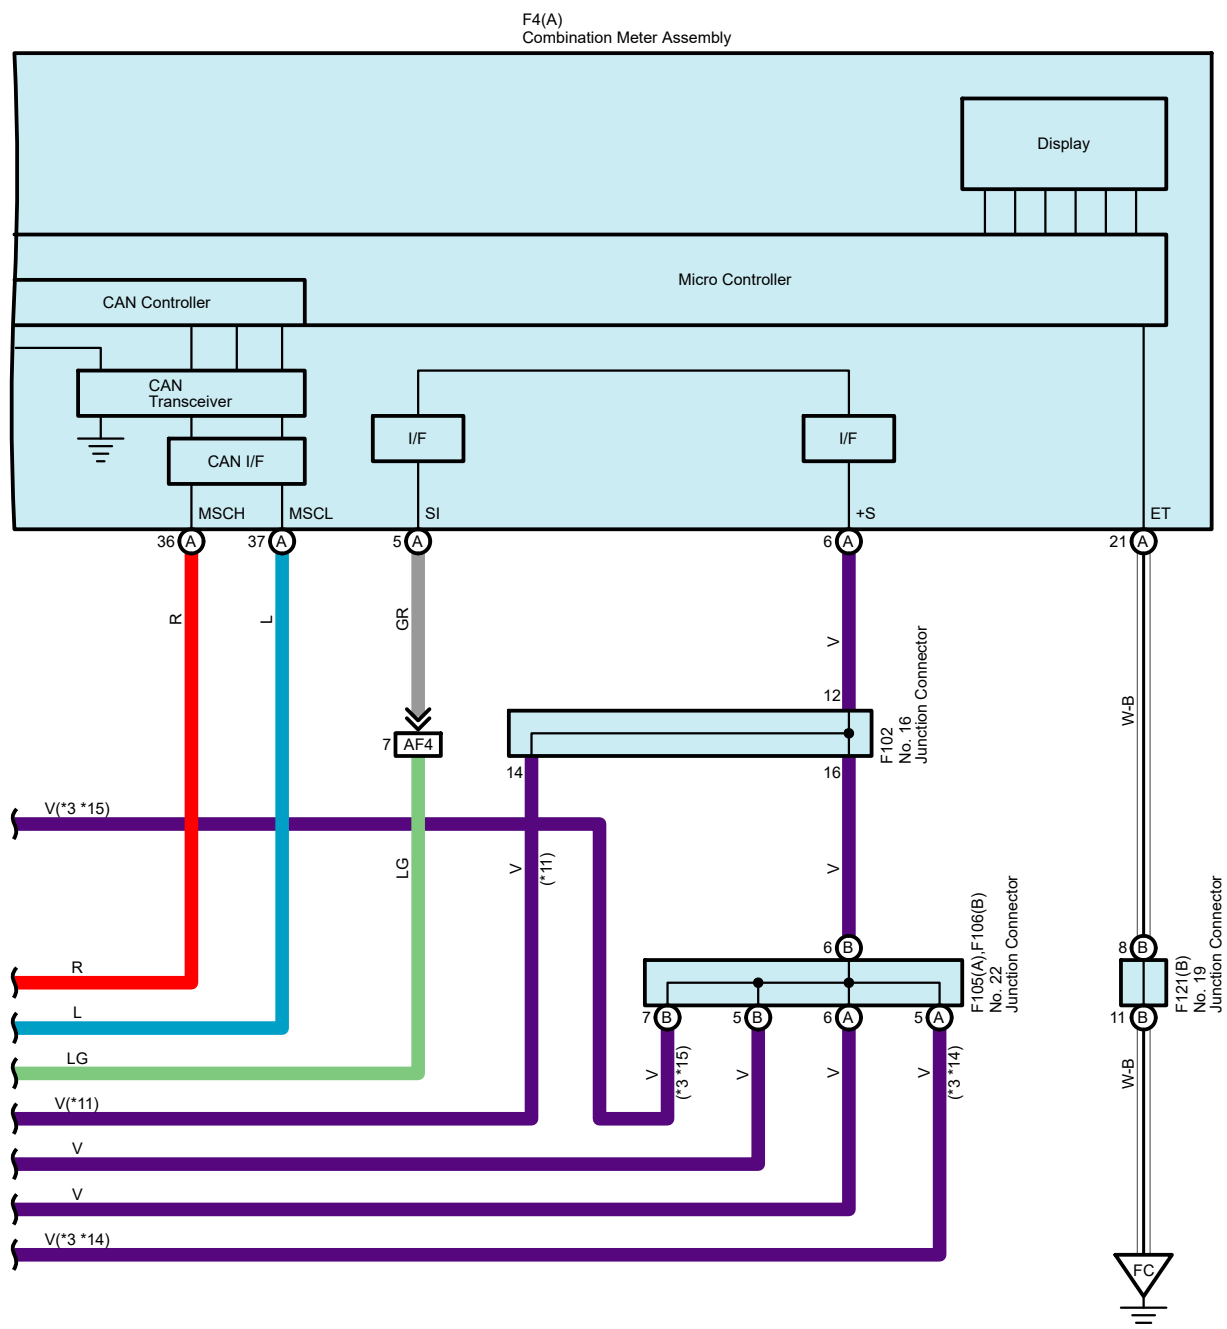 F4(A)
Combination Meter Assembly
Display
Micro Controller
CAN Controller
CAN
Transceiver
I/F
I/F
CAN I/F
MSCH
MSCL
SI
+S
ET
36 A
37 A
5 A
6 A
21 A
R
L
GR
V
W-B
12
F102
No. 16
Junction Connector
7 AF4
14
16
V(*3 *15)
LG
V
(*11)
V
6 B
F105(A),F106(B)
No. 22
Junction Connector
8 B
F121(B)
No. 19
Junction Connector
R
L
7 B
5 B
6 A
5 A
11 B
LG
V
(*3 *15)
V
V
V
(*3 *14)
W-B
V(*11)
V
V
V(*3 *14)
FC